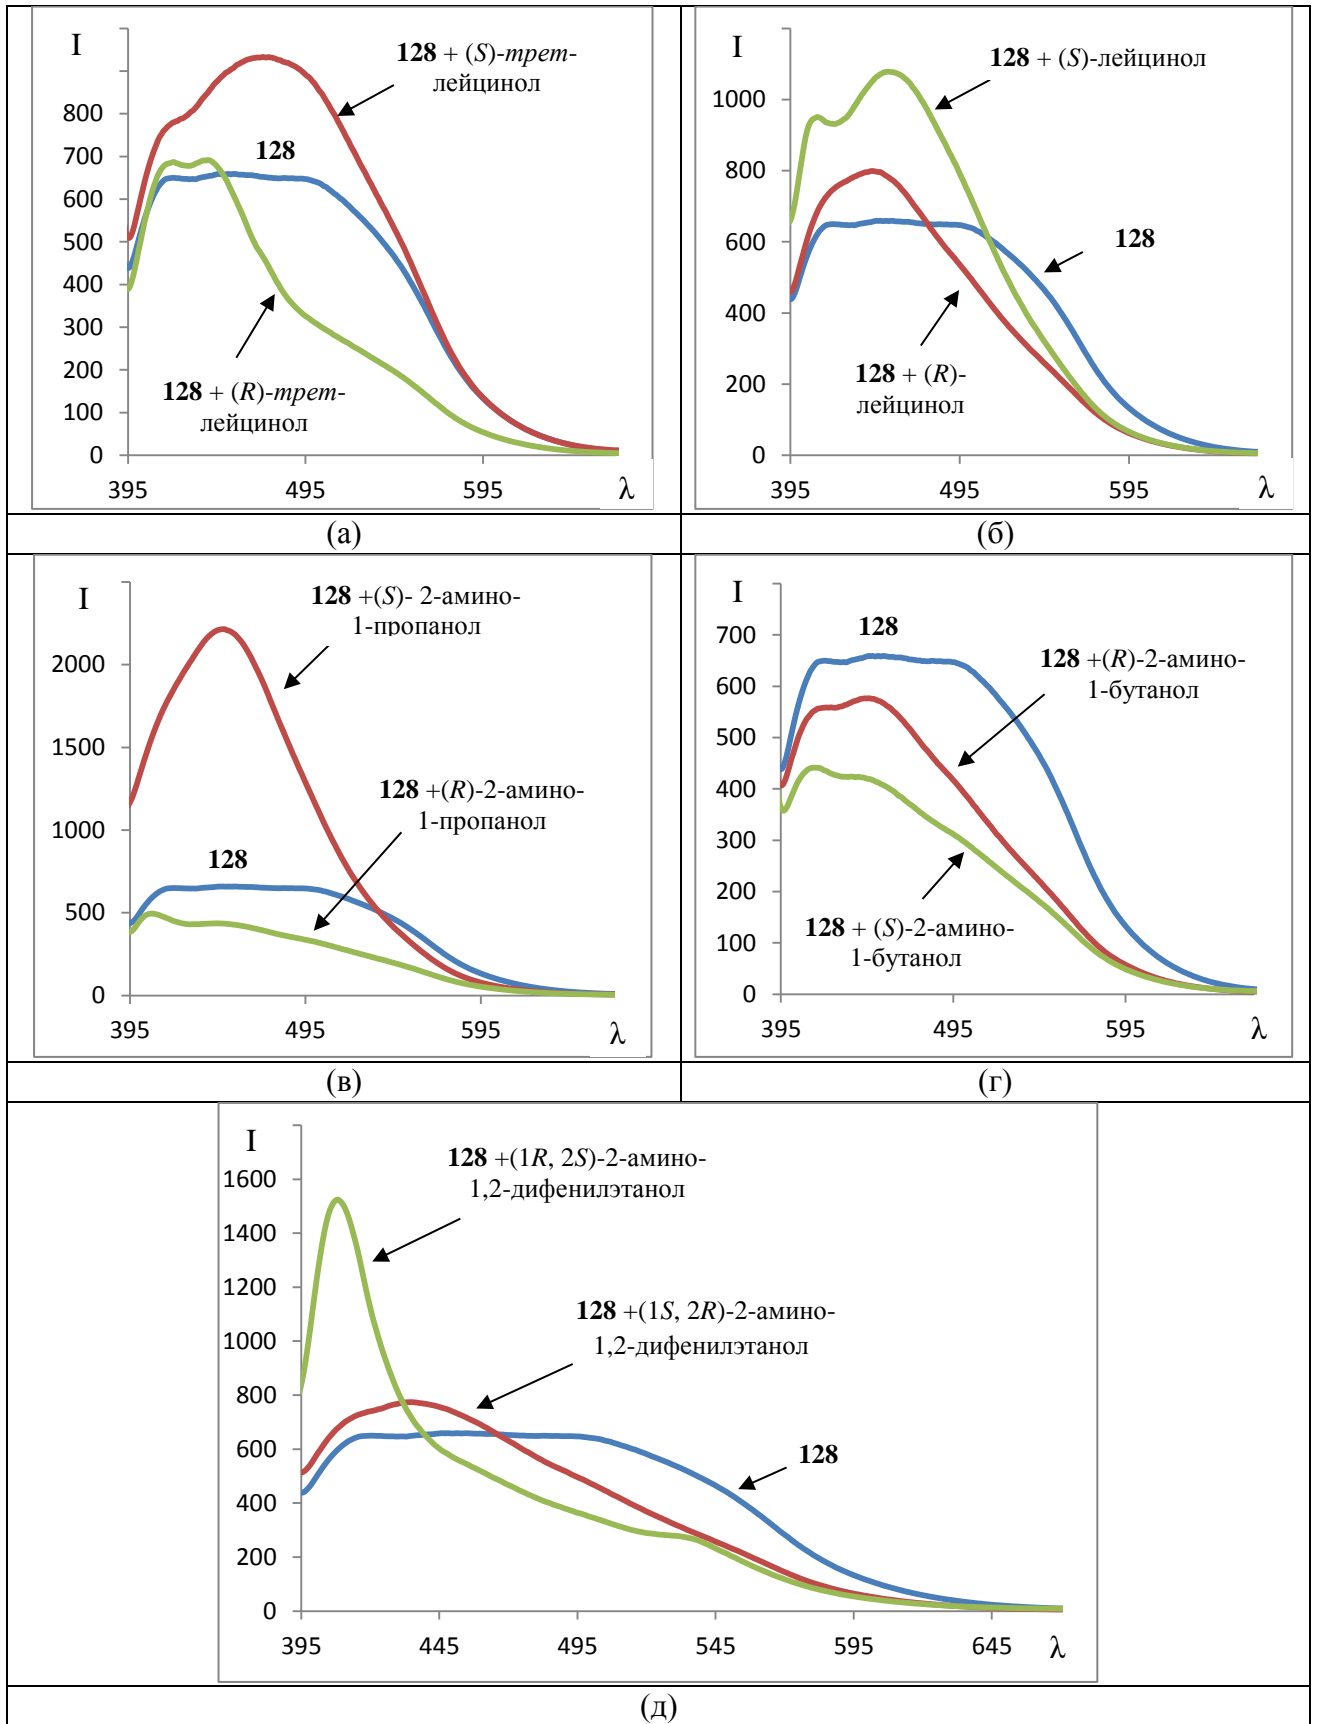 I
128 + (S)-трет-
лейцинол
800
700
600
500
400
300
200
100
0
128
128 + (R)-трет-
лейцинол
395
495
595
λ
(а)
I
128 + (S)-лейцинол
1000
800
600
400
200
0
128
128 + (R)-
лейцинол
395
495
595
λ
(б)
I
128 +(S)- 2-амино-
1-пропанол
2000
1500
1000
500
0
128 +(R)-2-амино-
1-пропанол
128
395
495
595
λ
(в)
I
700
600
500
400
300
200
100
0
128
128 +(R)-2-амино-
1-бутанол
128 + (S)-2-амино-
1-бутанол
395
495
595
λ
(г)
I
128 +(1R, 2S)-2-амино-
1,2-дифенилэтанол
1600
1400
1200
1000
800
600
400
200
0
128 +(1S, 2R)-2-амино-
1,2-дифенилэтанол
128
395
445
495
545
595
645
λ
(д)